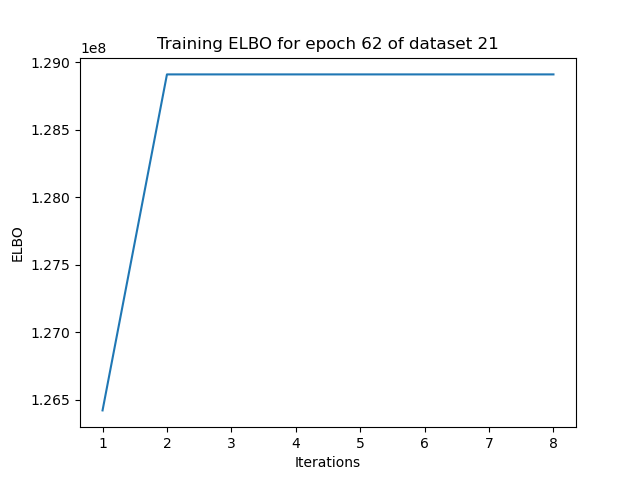 Training ELBO for epoch 62 of dataset 21
1e8
1.290
1.285
1.280
1.275
1.270
1.265
ELBO
1 2 3 4 5 6 7 8
Iterations